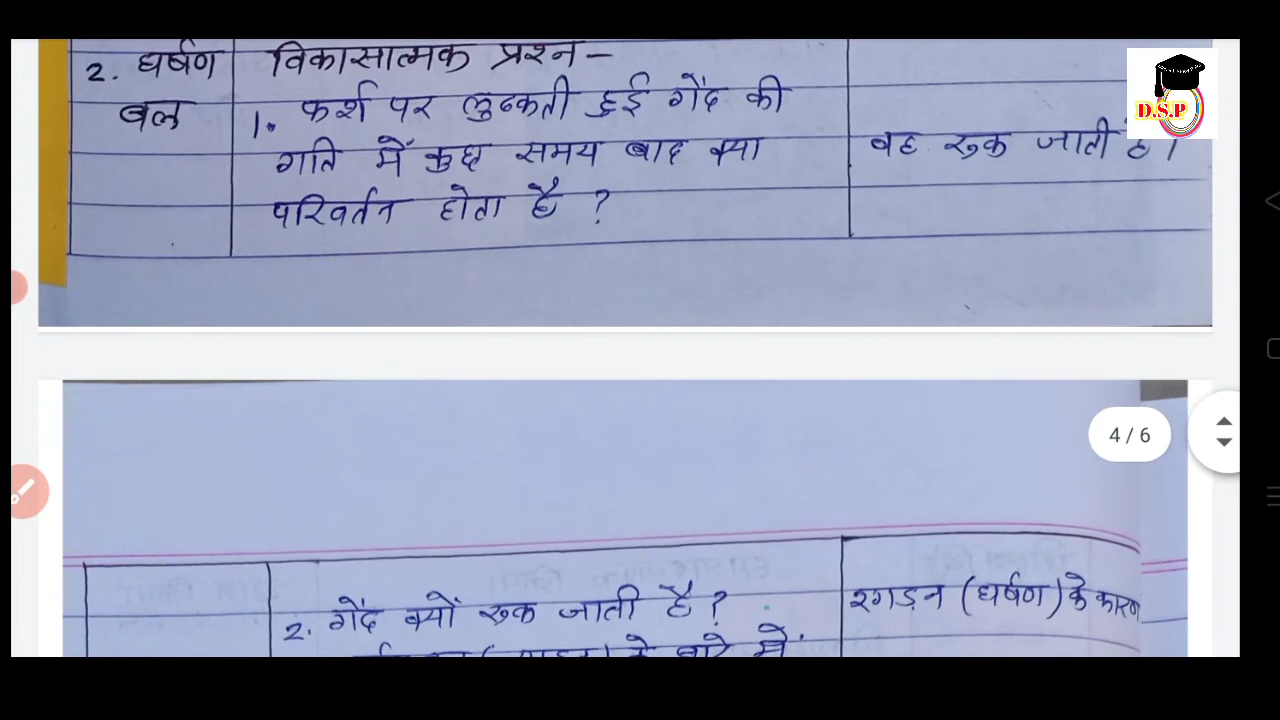 2. घर्षण विकासात्मक प्रश्न –
बल 1. फर्श पर लुढकती हुई गेंद की
गति में कुछ समय बाद क्या वह रुक जाती है।
परिवर्तन होता है ?
D.S.P
4 / 6
2. गेंद क्यों रुक जाती है ? रगड़न (घर्षण) के कारण
के बारे में